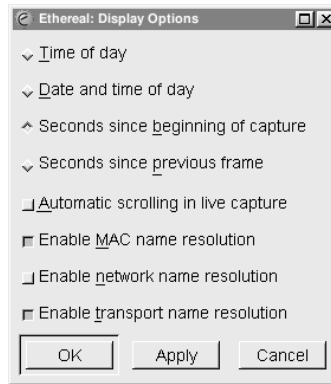 Ethereal: Display Options
Time of day
Date and time of day
Seconds since beginning of capture
Seconds since previous frame
Automatic scrolling in live capture
Enable MAC name resolution
Enable network name resolution
Enable transport name resolution
OK Apply Cancel